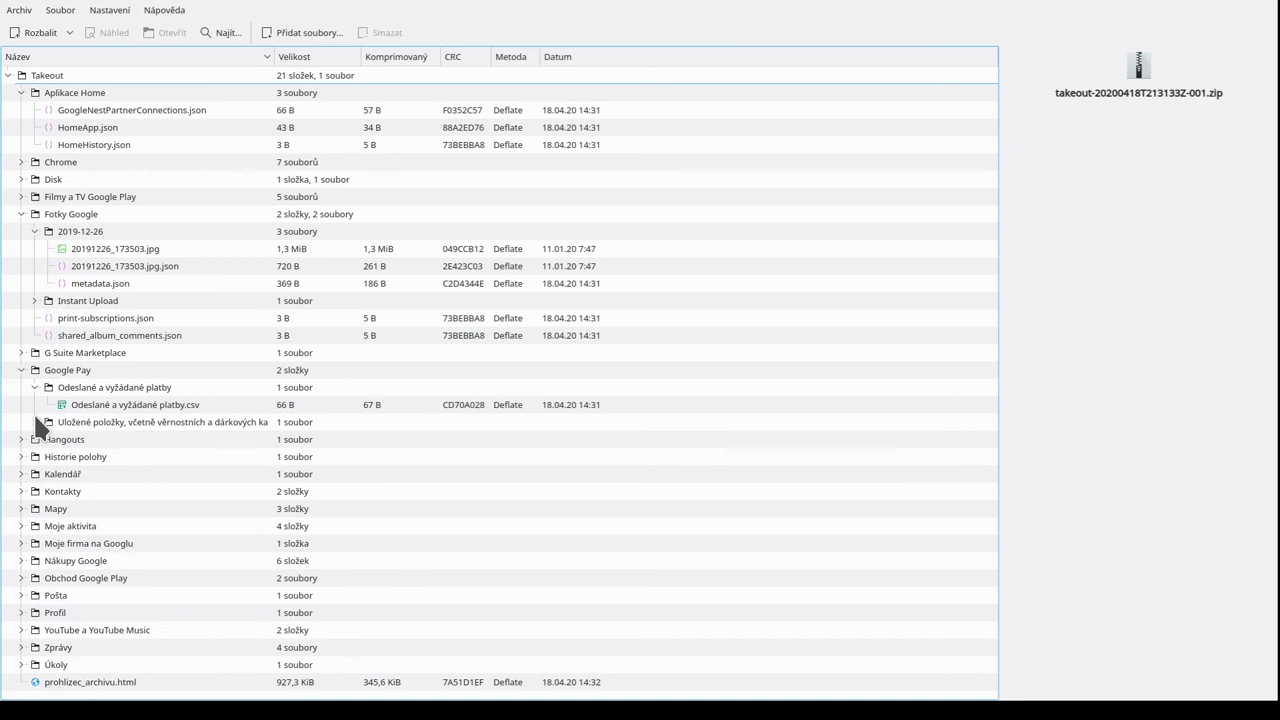 Archiv Soubor Nastavení Nápověda
Rozbalit Náhled Otevřít Najít... Přidat soubory... Smazat
Název Velikost Komprimovaný CRC Metoda Datum
Takeout 21 složek, 1 soubor
takeout-20200418T213133Z-001.zip
Aplikace Home 3 soubory
GoogleNestPartnerConnections.json 66 B 57 B F0352C57 Deflate 18.04.20 14:31
HomeApp.json 43 B 34 B 88A2ED76 Deflate 18.04.20 14:31
HomeHistory.json 3 B 5 B 73BEBBA8 Deflate 18.04.20 14:31
Chrome 7 souborů
Disk 1 složka, 1 soubor
Filmy a TV Google Play 5 souborů
Fotky Google 2 složky, 2 soubory
2019-12-26 3 soubory
20191226_173503.jpg 1,3 MiB 1,3 MiB 049CCB12 Deflate 11.01.20 7:47
20191226_173503.jpg.json 720 B 261 B 2E423C03 Deflate 11.01.20 7:47
metadata.json 369 B 186 B C2D4344E Deflate 18.04.20 14:31
Instant Upload 1 soubor
print-subscriptions.json 3 B 5 B 73BEBBA8 Deflate 18.04.20 14:31
shared_album_comments.json 3 B 5 B 73BEBBA8 Deflate 18.04.20 14:31
G Suite Marketplace 1 soubor
Google Pay 2 složky
Odeslané a vyžádané platby 1 soubor
Odeslané a vyžádané platby.csv 66 B 67 B CD70A028 Deflate 18.04.20 14:31
Uložené položky, včetně věrnostních a dárkových ka 1 soubor
Hangouts 1 soubor
Historie polohy 1 soubor
Kalendář 1 soubor
Kontakty 2 složky
Mapy 3 složky
Moje aktivita 4 složky
Moje firma na Googlu 1 složka
Nákupy Google 6 složek
Obchod Google Play 2 soubory
Pošta 1 soubor
Profil 1 soubor
YouTube a YouTube Music 2 složky
Zprávy 4 soubory
Úkoly 1 soubor
prohlizec_archivu.html 927,3 KiB 345,6 KiB 7A51D1EF Deflate 18.04.20 14:32